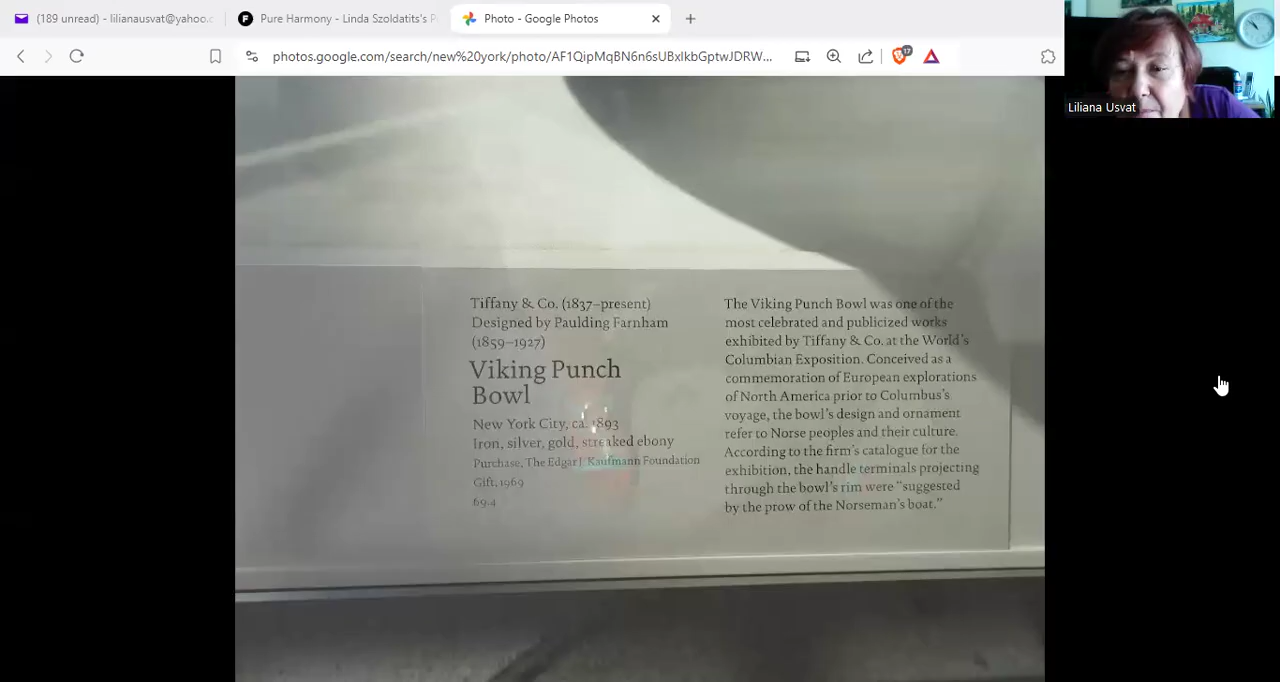 (189 unread) - lilianausvat@yahoo.c
Pure Harmony - Linda Szoldatits's P
Photo - Google Photos
photos.google.com/search/new%20york/photo/AF1QipMqBN6n6sUBxlkbGptwJDRW...
17
Liliana Usvat
Tiffany & Co. (1837–present)
Designed by Paulding Farnham
(1859–1927)
Viking Punch
Bowl
New York City, ca. 1893
Iron, silver, gold, streaked ebony
Purchase, The Edgar J. Kaufmann Foundation
Gift, 1969
69.4
The Viking Punch Bowl was one of the
most celebrated and publicized works
exhibited by Tiffany & Co. at the World's
Columbian Exposition. Conceived as a
commemoration of European explorations
of North America prior to Columbus's
voyage, the bowl's design and ornament
refer to Norse peoples and their culture.
According to the firm's catalogue for the
exhibition, the handle terminals projecting
through the bowl's rim were “suggested
by the prow of the Norseman's boat.”